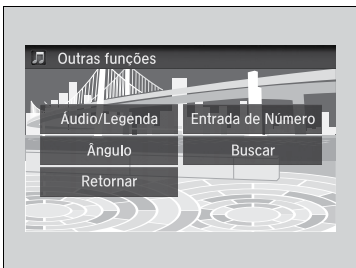 Outras funções
Áudio/Legenda
Entrada de Número
Ângulo
Buscar
Retornar